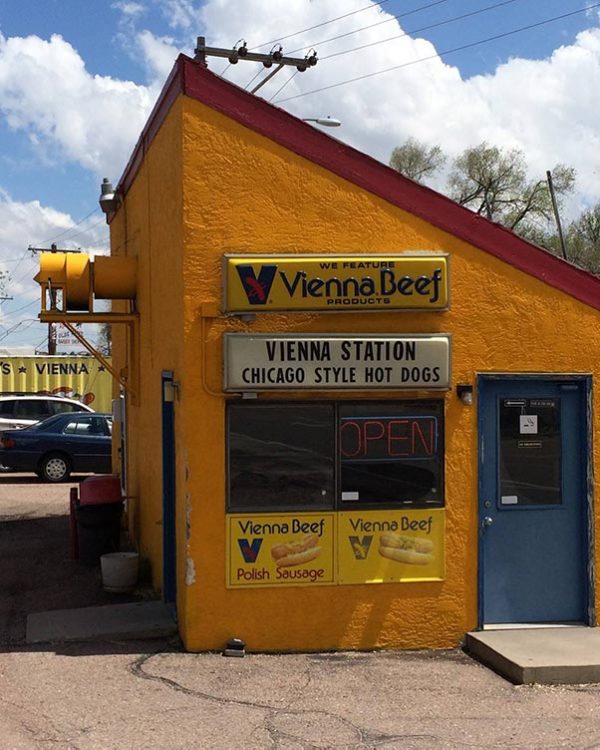 WE FEATURE
V Vienna Beef
PRODUCTS
VIENNA STATION
CHICAGO STYLE HOT DOGS
'S ★ VIENNA ★
OPEN
Vienna Beef
V
Polish Sausage
Vienna Beef
V